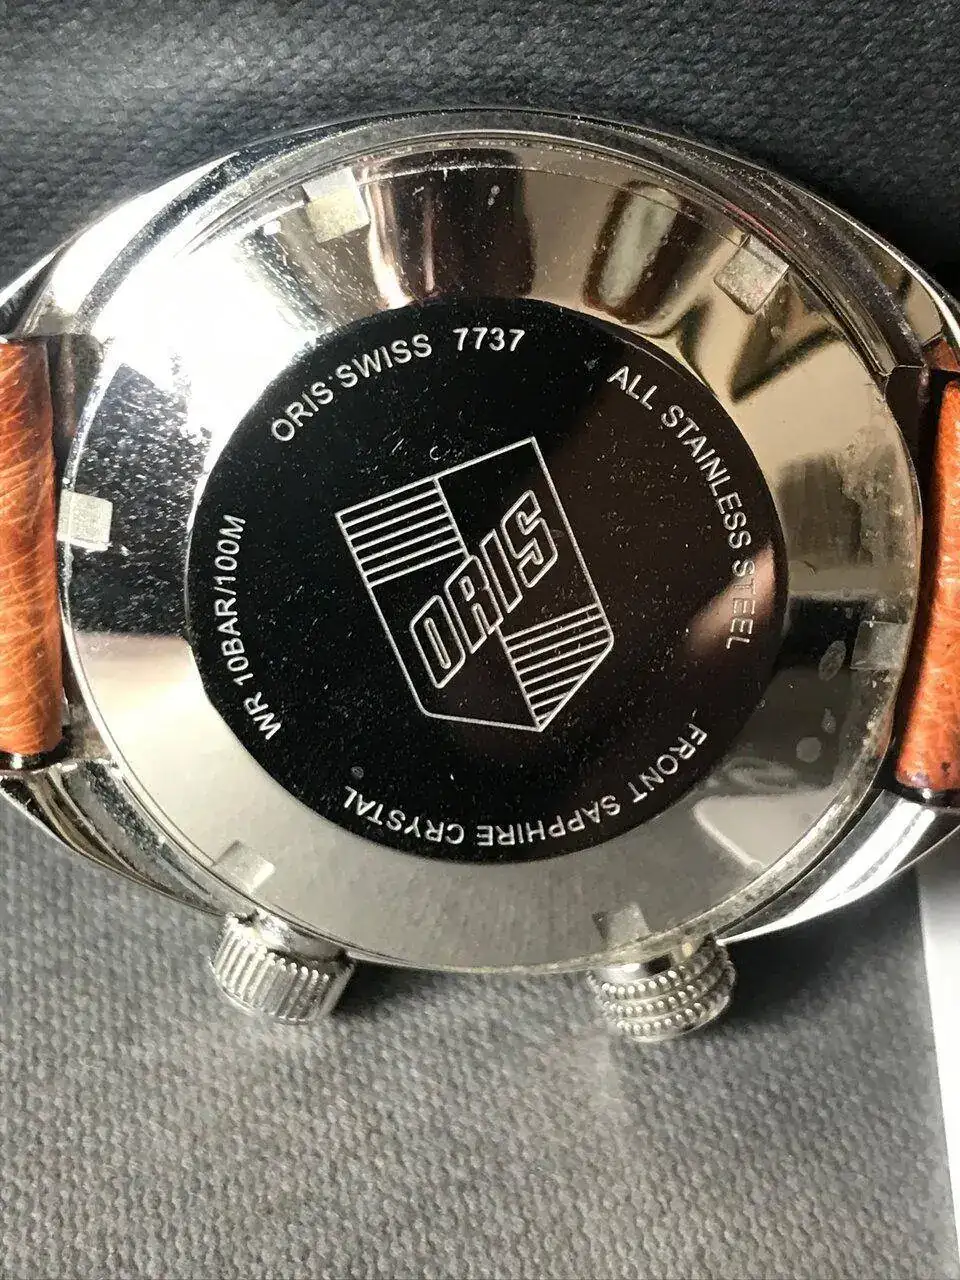 ORIS SWISS 7737
ALL STAINLESS STEEL
FRONT SAPPHIRE CRYSTAL
WR 10BAR/100M
ORIS